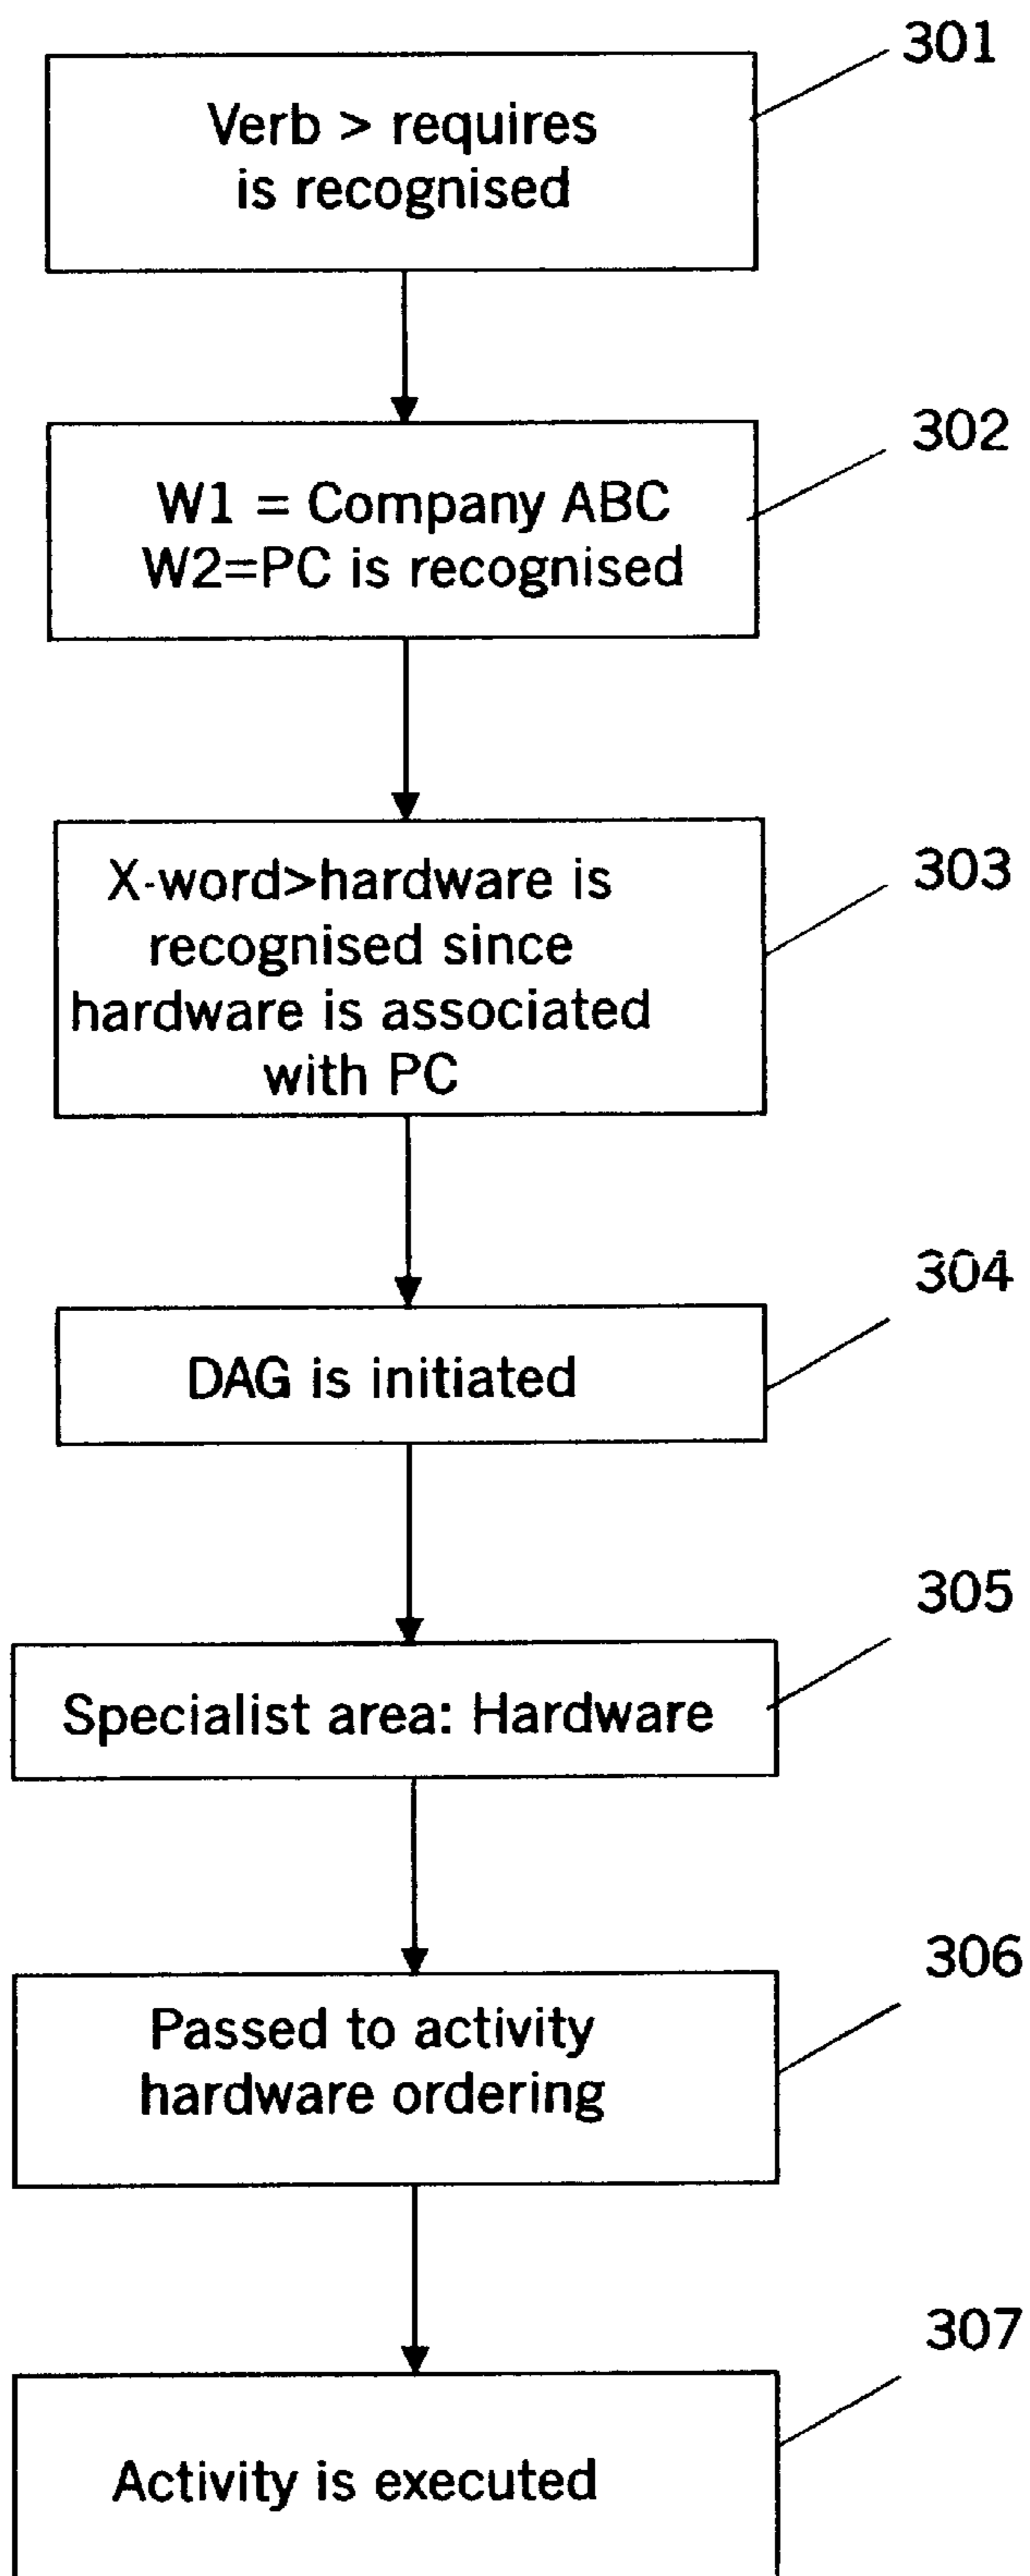 301
Verb > requires
is recognised
302
W1 = Company ABC
W2=PC is recognised
303
X-word>hardware is
recognised since
hardware is associated
with PC
304
DAG is initiated
305
Specialist area: Hardware
306
Passed to activity
hardware ordering
307
Activity is executed